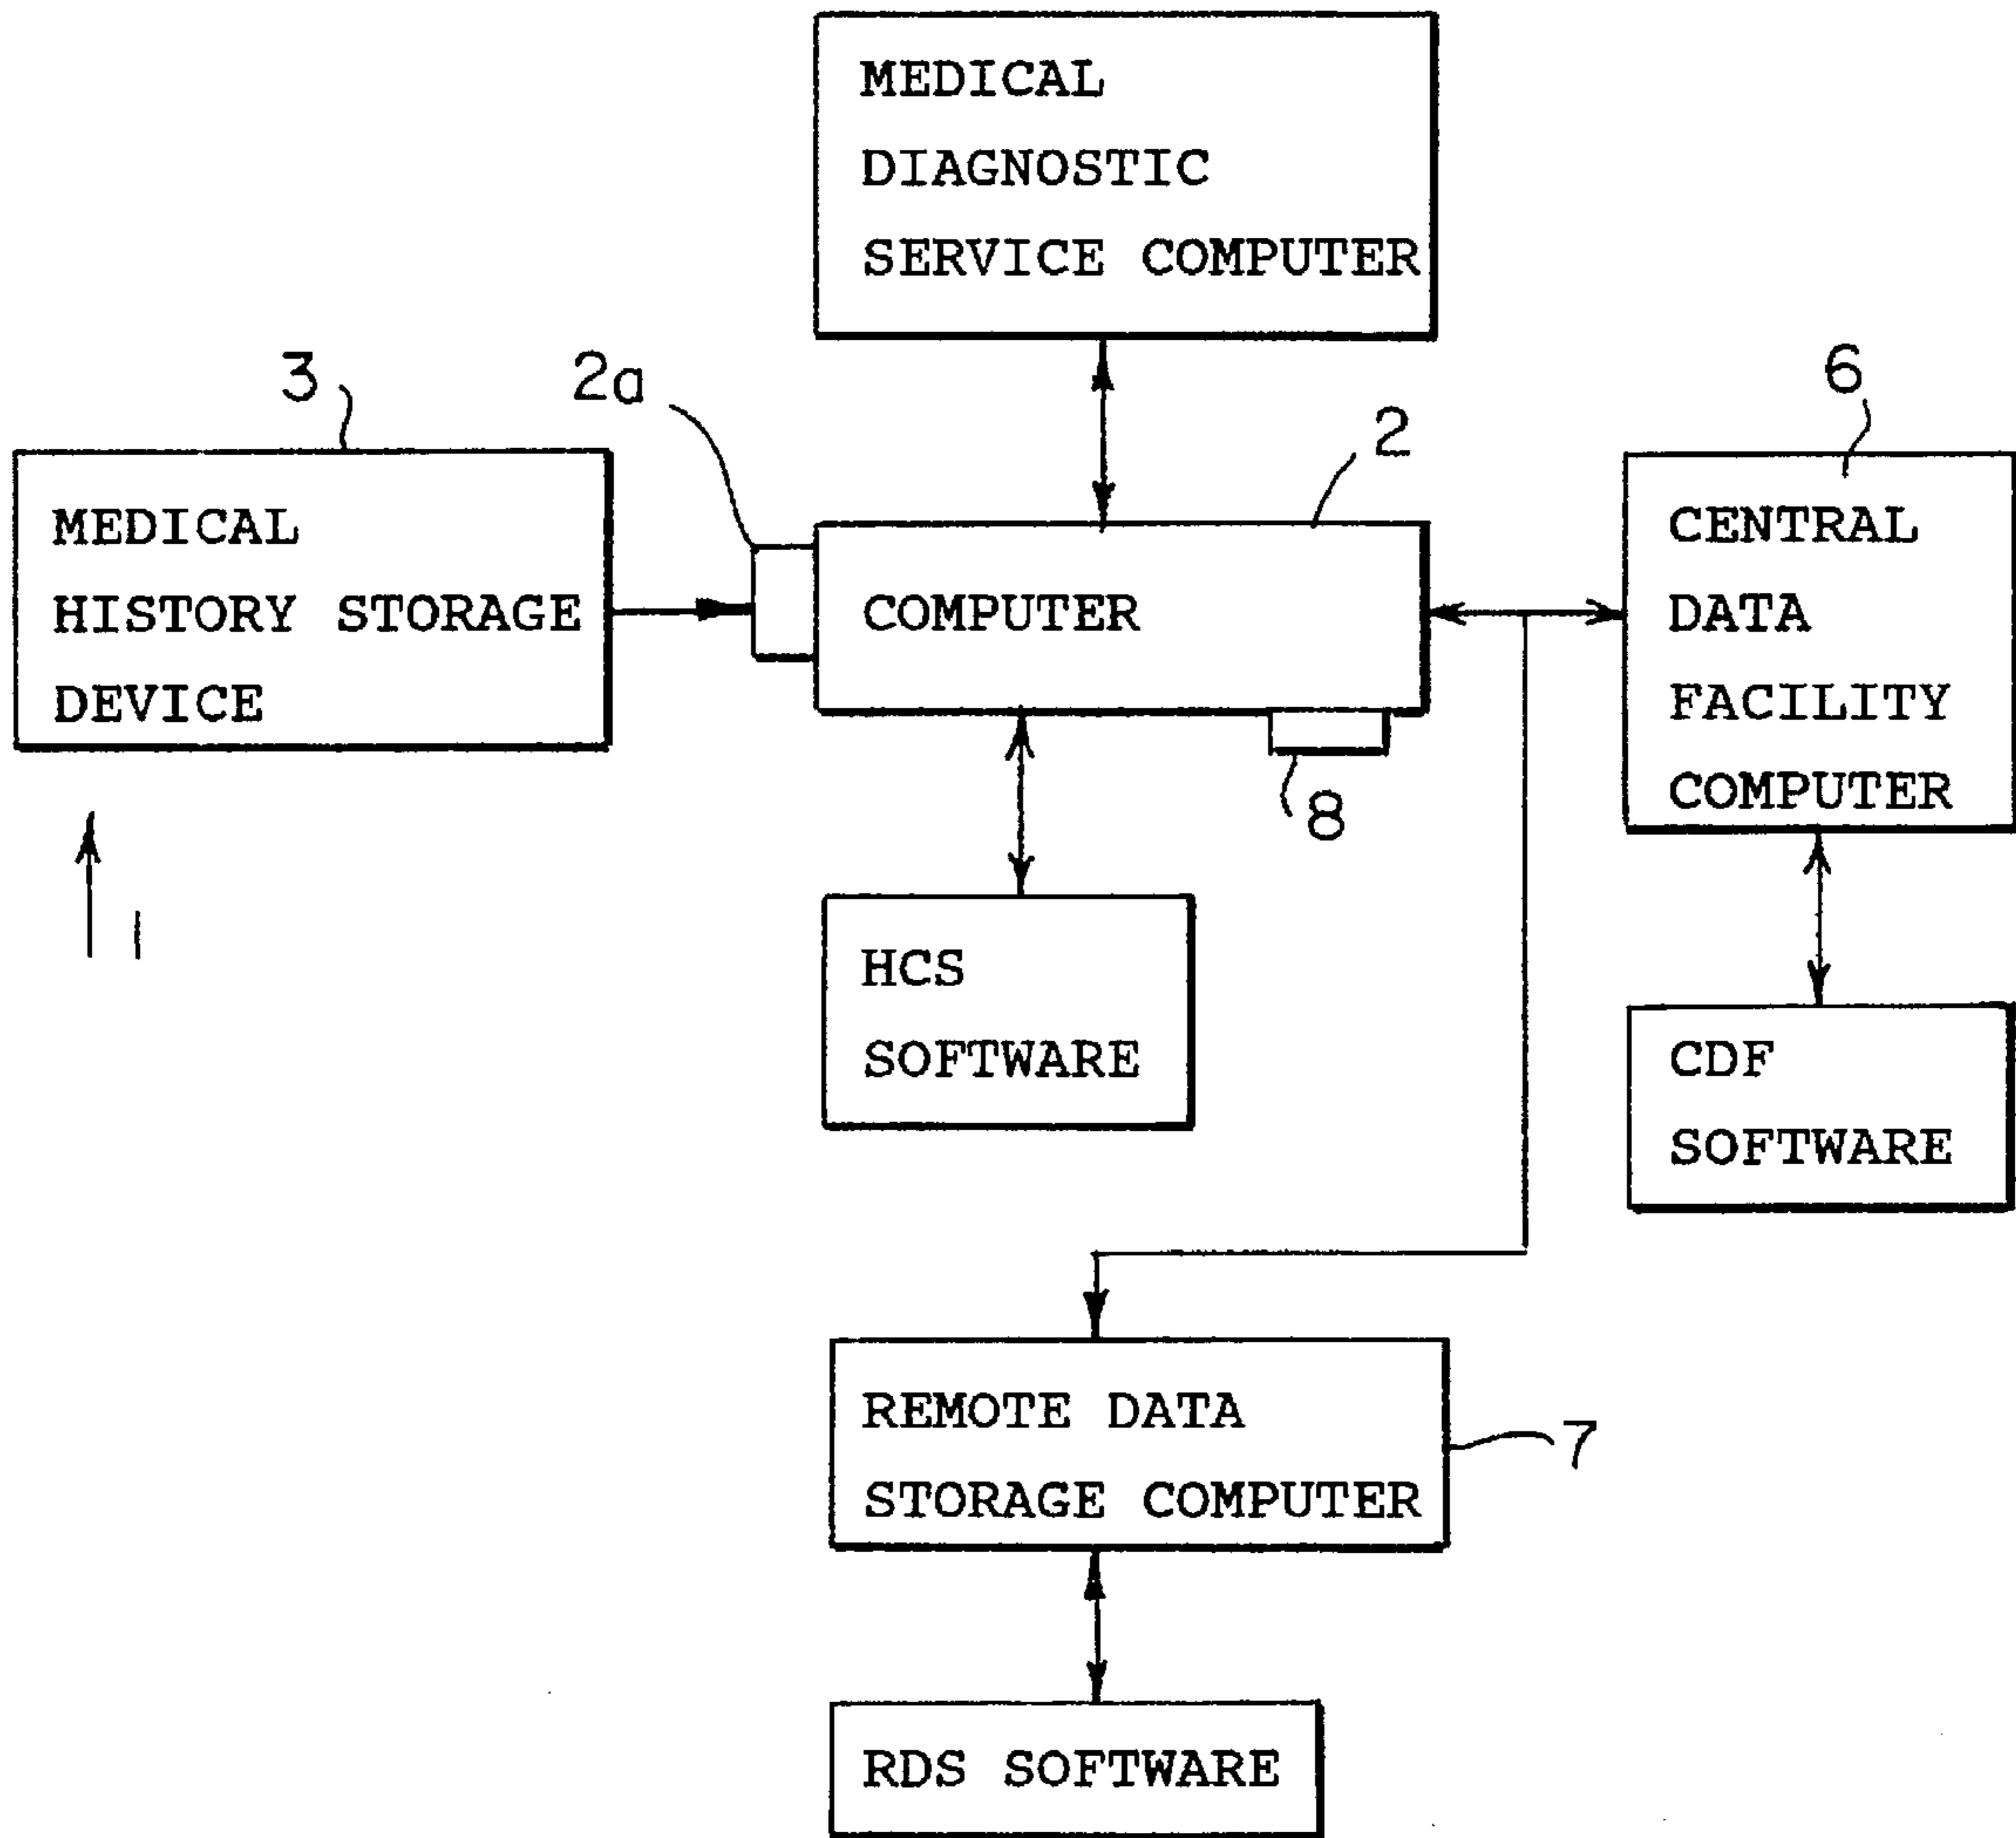 MEDICAL
DIAGNOSTIC
SERVICE COMPUTER
3
2a
2
6
MEDICAL
HISTORY STORAGE
DEVICE
COMPUTER
CENTRAL
DATA
FACILITY
COMPUTER
8
1
HCS
SOFTWARE
CDF
SOFTWARE
REMOTE DATA
STORAGE COMPUTER
7
RDS SOFTWARE